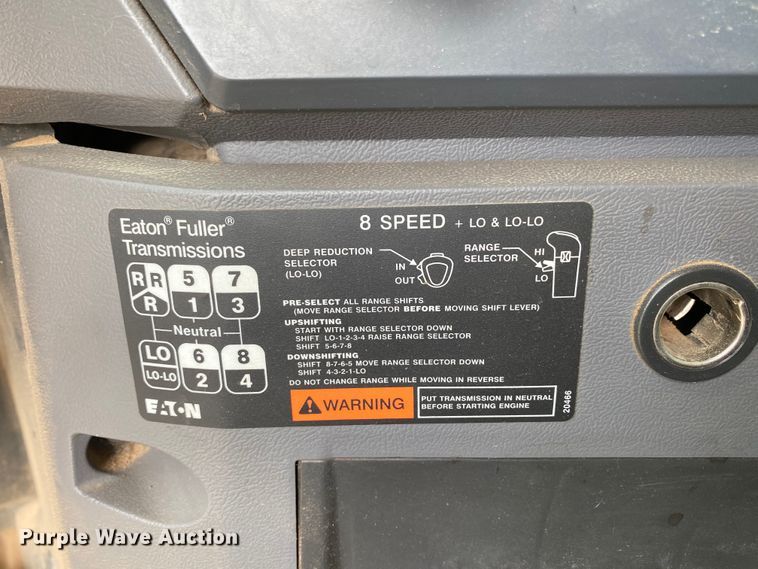 Eaton® Fuller®
Transmissions
8 SPEED + LO & LO-LO
DEEP REDUCTION
SELECTOR
(LO-LO)
IN
OUT
RANGE
SELECTOR
HI
LO
R R 5 7
R 1 3
Neutral
LO 6 8
LO-LO 2 4
EATON
PRE-SELECT ALL RANGE SHIFTS
(MOVE RANGE SELECTOR BEFORE MOVING SHIFT LEVER)
UPSHIFTING
START WITH RANGE SELECTOR DOWN
SHIFT LO-1-2-3-4 RAISE RANGE SELECTOR
SHIFT 5-6-7-8
DOWNSHIFTING
SHIFT 8-7-6-5 MOVE RANGE SELECTOR DOWN
SHIFT 4-3-2-1-LO
DO NOT CHANGE RANGE WHILE MOVING IN REVERSE
WARNING
PUT TRANSMISSION IN NEUTRAL
BEFORE STARTING ENGINE
20466
Purple Wave Auction